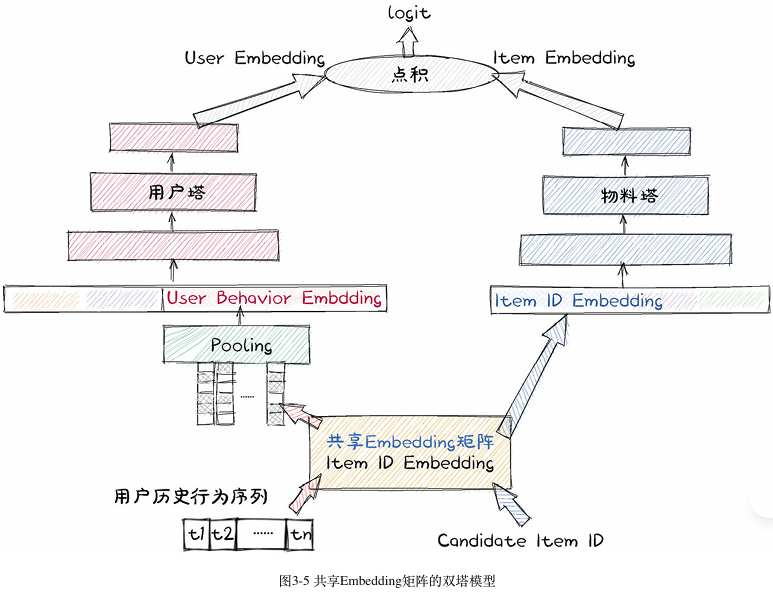 logit
User Embedding
Item Embedding
点积
用户塔
物料塔
User Behavior Embdding
Item ID Embedding
Pooling
......
共享Embedding矩阵
Item ID Embedding
用户历史行为序列
t1 t2 ...... tn
Candidate Item ID
图3-5 共享Embedding矩阵的双塔模型